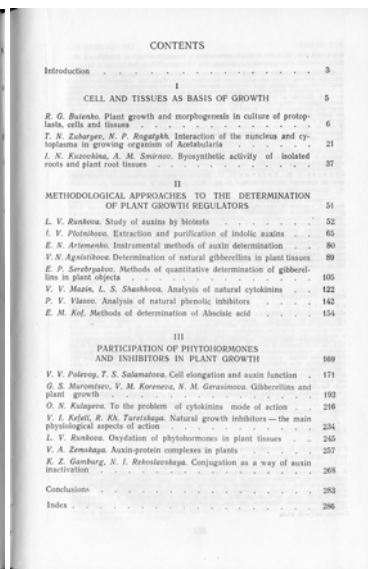 CONTENTS
Introduction . . . . . . . . . . . . . . 3
I
CELL AND TISSUES AS BASIS OF GROWTH 5
R. G. Butenko. Plant growth and morphogenesis in culture of protop-
lasts, cells and tissues . . . . . . . . . . 6
T. N. Zubaryev, N. P. Rogatykh. Interaction of the nuncleus and cy-
toplasma in growing organism of Acetabularia . . . . . 21
I. N. Kuzovkina, A. M. Smirnov. Byosynthetic activity of isolated
roots and plant root tissues . . . . . . . . . 37
II
METHODOLOGICAL APPROACHES TO THE DETERMINATION
OF PLANT GROWTH REGULATORS 51
L. V. Runkova. Study of auxins by biotests . . . . . . 52
I. V. Plotnikova. Extraction and purification of indolic auxins . . 65
E. N. Artemenko. Instrumental methods of auxin determination . . 80
V. N. Agnistikova. Determination of natural gibberellins in plant tissues 89
E. P. Serebryakov. Methods of quantitative determination of gibberel-
lins in plant objects . . . . . . . . . . 105
V. V. Mazin, L. S. Shashkova. Analysis of natural cytokinins . . 122
P. V. Vlasov. Analysis of natural phenolic inhibitors . . . . 142
E. M. Kof. Methods of determination of Abscisic acid . . . . 154
III
PARTICIPATION OF PHYTOHORMONES
AND INHIBITORS IN PLANT GROWTH 169
V. V. Polevoy, T. S. Salamatova. Cell elongation and auxin function . 171
G. S. Muromtsev, V. M. Koreneva, N. M. Gerasimova. Gibberellins and
plant growth . . . . . . . . . . . . 193
O. N. Kulayeva. To the problem of cytokinins mode of action . . 216
V. I. Kefeli, R. Kh. Turetskaya. Natural growth inhibitors — the main
physiological aspects of action . . . . . . . . 234
L. V. Runkova. Oxydation of phytohormones in plant tissues . . 245
V. A. Zemskaya. Auxin-protein complexes in plants . . . . . 257
K. Z. Gamburg, N. I. Rekoslavskaya. Conjugation as a way of auxin
inactivation . . . . . . . . . . . . 268
Conclusions . . . . . . . . . . . . . 283
Index . . . . . . . . . . . . . . . 286